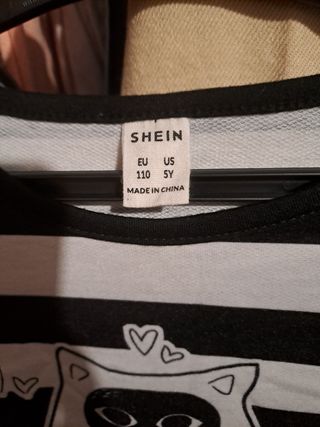 SHEIN
EU US
110 5Y
MADE IN CHINA